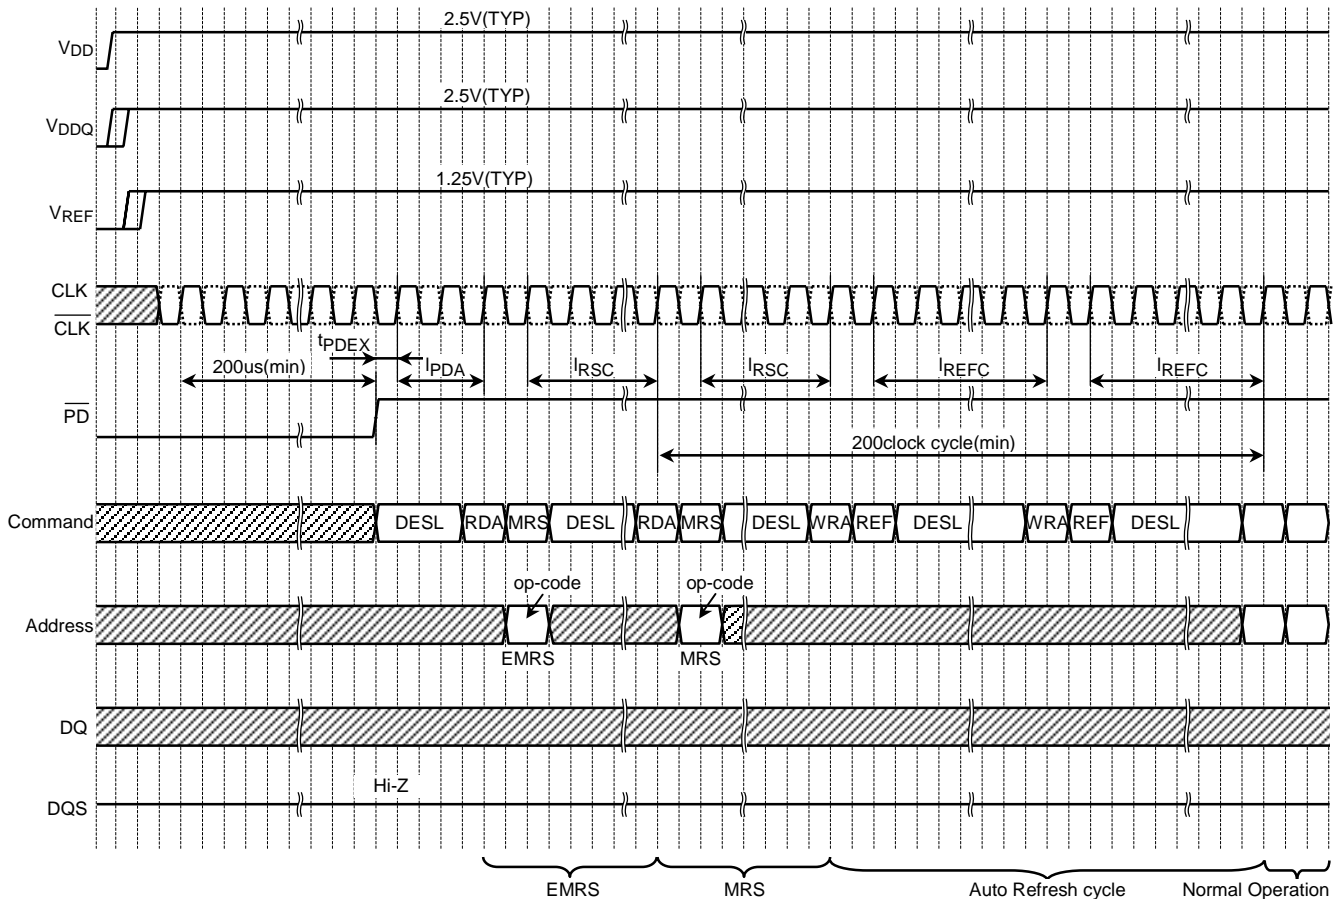 2.5V(TYP)
VDD
2.5V(TYP)
VDDQ
1.25V(TYP)
VREF
CLK
CLK
tPDEX
200us(min)
lPDA
lRSC
lRSC
lREFC
lREFC
PD
200clock cycle(min)
Command
DESL RDA MRS DESL RDA MRS DESL WRA REF DESL WRA REF DESL
op-code op-code
Address
EMRS MRS
DQ
Hi-Z
DQS
EMRS MRS Auto Refresh cycle Normal Operation